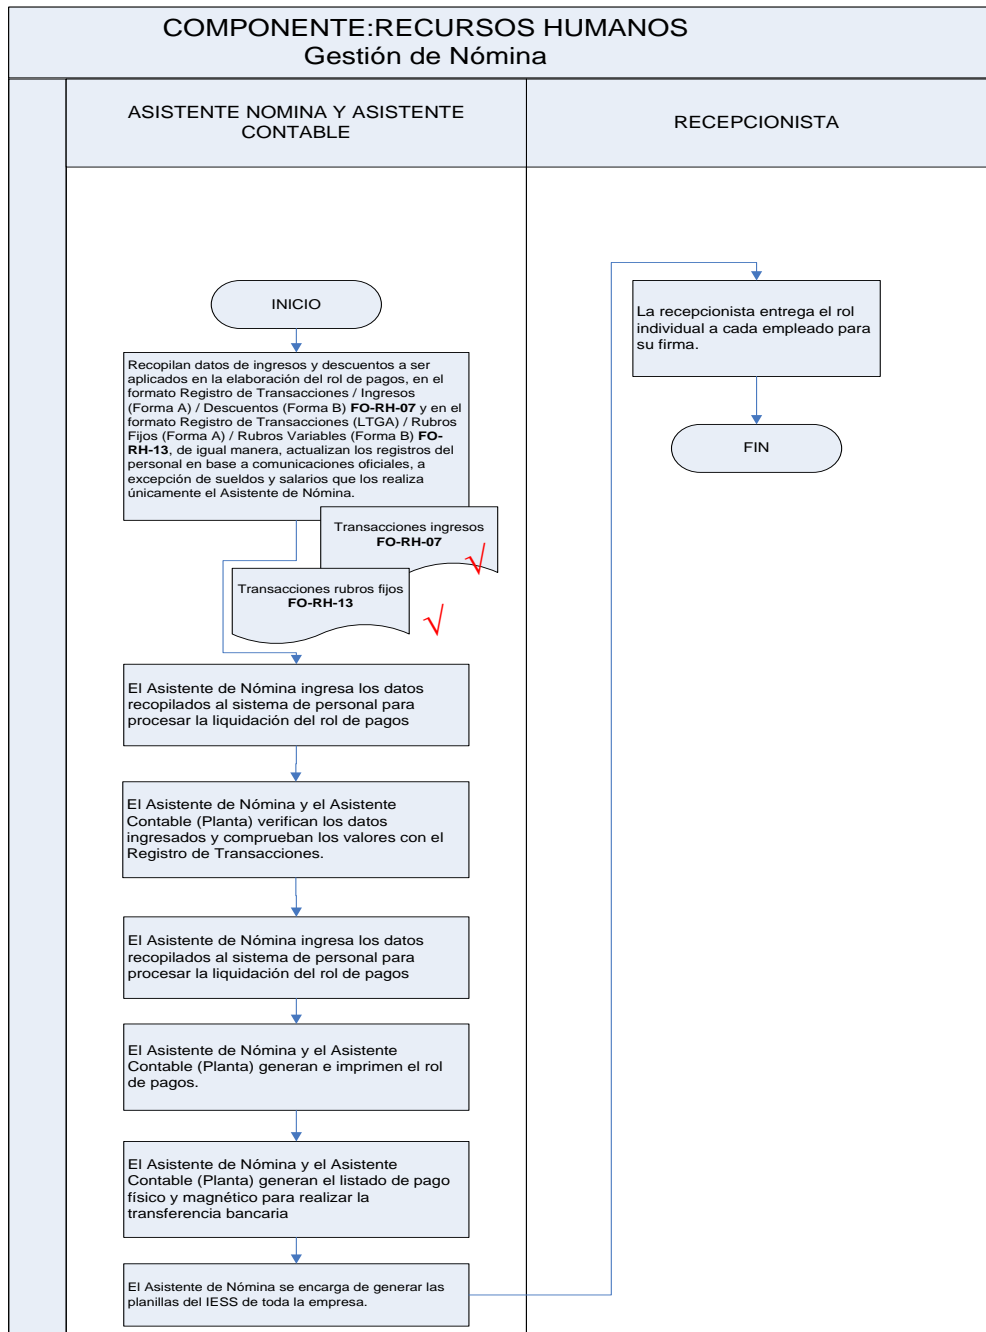 COMPONENTE:RECURSOS HUMANOS
Gestión de Nómina
ASISTENTE NOMINA Y ASISTENTE
CONTABLE
RECEPCIONISTA
INICIO
Recopilan datos de ingresos y descuentos a ser
aplicados en la elaboración del rol de pagos, en el
formato Registro de Transacciones / Ingresos
(Forma A) / Descuentos (Forma B) FO-RH-07 y en el
formato Registro de Transacciones (LTGA) / Rubros
Fijos (Forma A) / Rubros Variables (Forma B) FO-
RH-13, de igual manera, actualizan los registros del
personal en base a comunicaciones oficiales, a
excepción de sueldos y salarios que los realiza
únicamente el Asistente de Nómina.
Transacciones ingresos
FO-RH-07
√
Transacciones rubros fijos
FO-RH-13
√
El Asistente de Nómina ingresa los datos
recopilados al sistema de personal para
procesar la liquidación del rol de pagos
El Asistente de Nómina y el Asistente
Contable (Planta) verifican los datos
ingresados y comprueban los valores con el
Registro de Transacciones.
El Asistente de Nómina ingresa los datos
recopilados al sistema de personal para
procesar la liquidación del rol de pagos
El Asistente de Nómina y el Asistente
Contable (Planta) generan e imprimen el rol
de pagos.
El Asistente de Nómina y el Asistente
Contable (Planta) generan el listado de pago
físico y magnético para realizar la
transferencia bancaria
El Asistente de Nómina se encarga de generar las
planillas del IESS de toda la empresa.
La recepcionista entrega el rol
individual a cada empleado para
su firma.
FIN